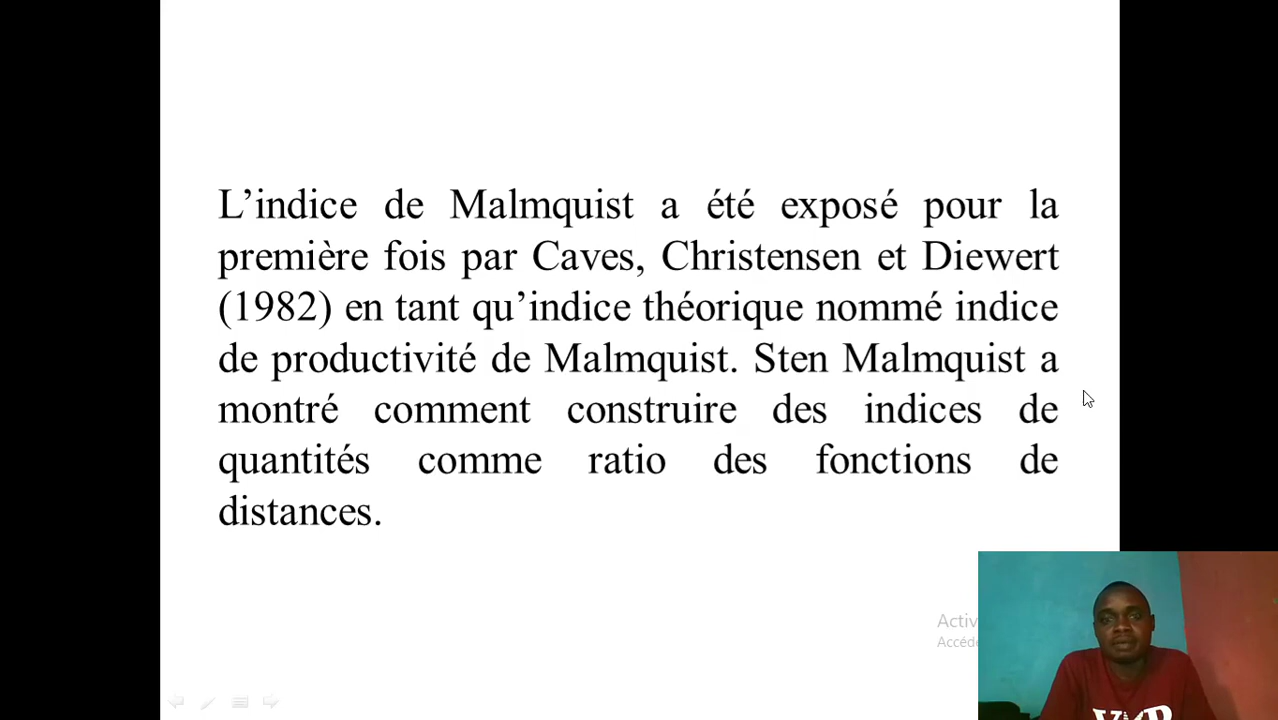 L’indice de Malmquist a été exposé pour la
première fois par Caves, Christensen et Diewert
(1982) en tant qu’indice théorique nommé indice
de productivité de Malmquist. Sten Malmquist a
montré comment construire des indices de
quantités comme ratio des fonctions de
distances.
Activ
Accéde